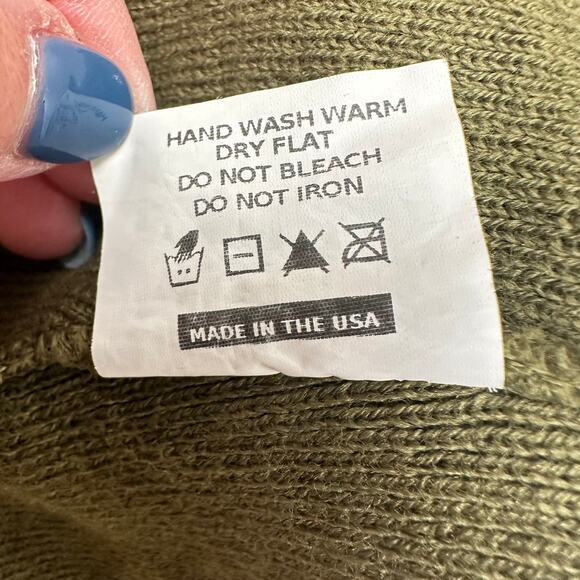 HAND WASH WARM
DRY FLAT
DO NOT BLEACH
DO NOT IRON
MADE IN THE USA